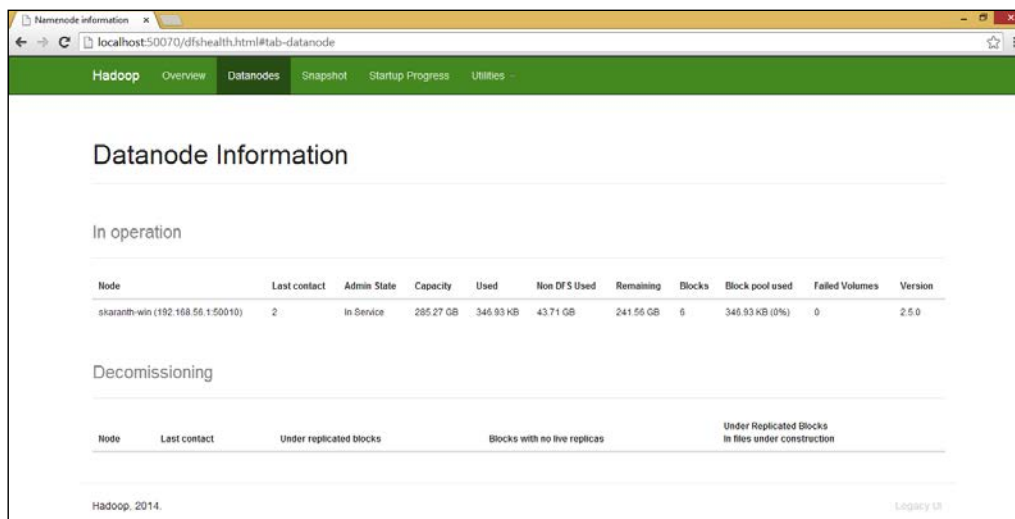 Namenode information
localhost:50070/dfshealth.html#tab-datanode
Hadoop Overview Datanodes Snapshot Startup Progress Utilities
Datanode Information
In operation
Node Last contact Admin State Capacity Used Non DFS Used Remaining Blocks Block pool used Failed Volumes Version
skaranth-win (192.168.56.1:50010) 2 In Service 285.27 GB 346.93 KB 43.71 GB 241.56 GB 6 346.93 KB (0%) 0 2.5.0
Decomissioning
Node Last contact Under replicated blocks Blocks with no live replicas Under Replicated Blocks
In files under construction
Hadoop, 2014. Legacy UI